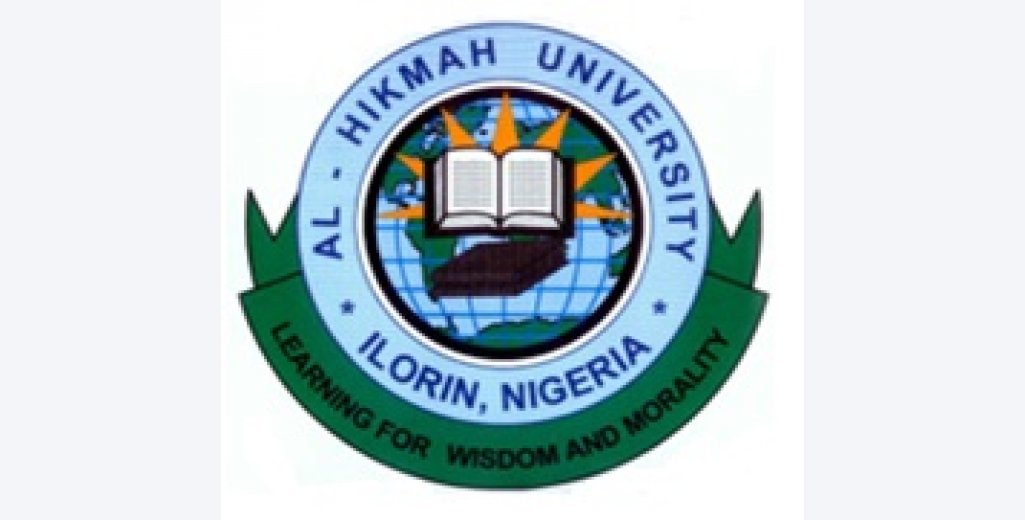 AL - HIKMAH UNIVERSITY
* ILORIN, NIGERIA *
LEARNING FOR WISDOM AND MORALITY